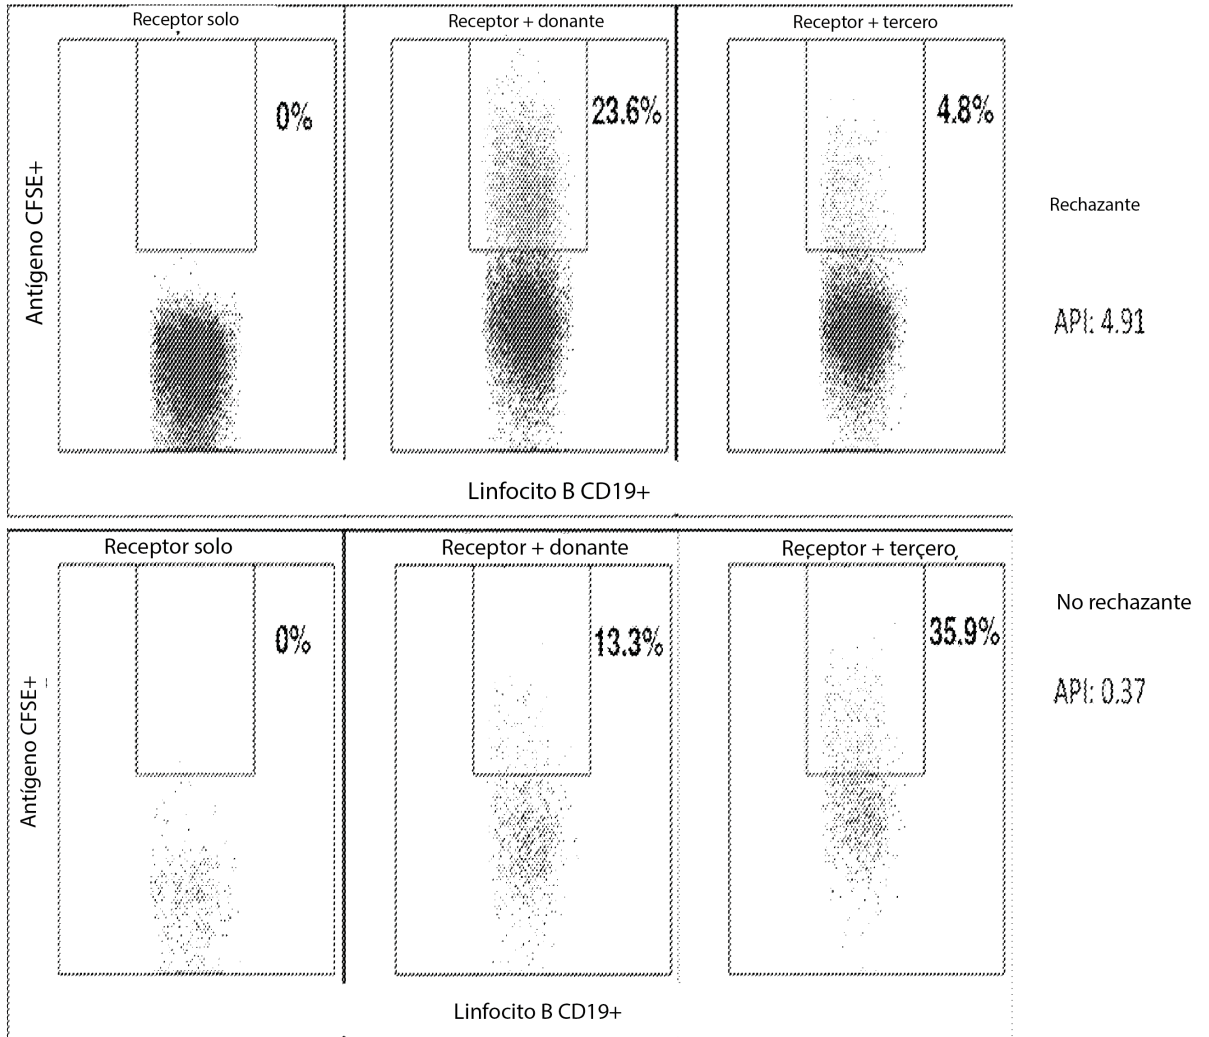 Receptor solo
Receptor + donante
Receptor + tercero
0%
23.6%
4.8%
Antígeno CFSE+
Rechazante
API: 4.91
Linfocito B CD19+
Receptor solo
Receptor + donante
Receptor + tercero
0%
13.3%
35.9%
Antígeno CFSE+
No rechazante
API: 0.37
Linfocito B CD19+